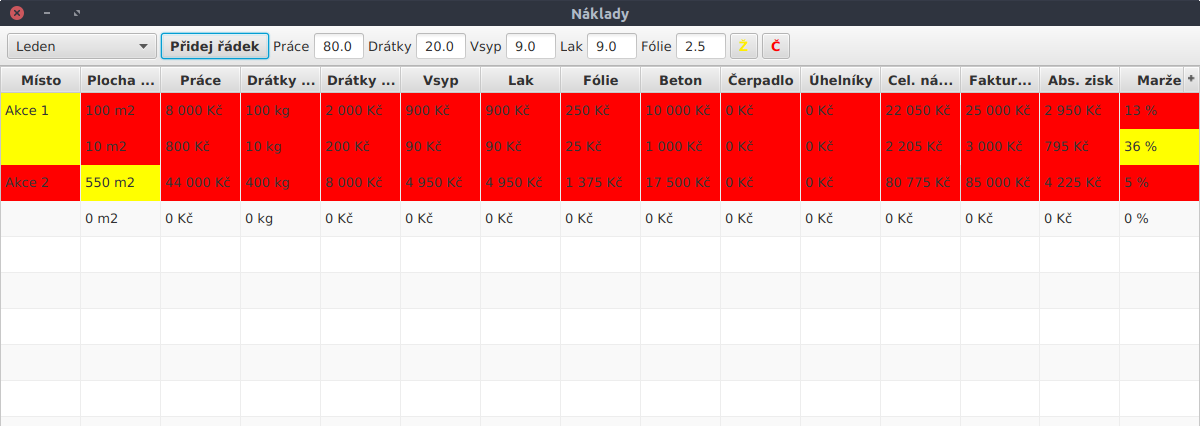 Náklady
Leden Přidej řádek Práce 80.0 Drátky 20.0 Vsyp 9.0 Lak 9.0 Fólie 2.5 Ž Č
Místo Plocha ... Práce Drátky ... Drátky ... Vsyp Lak Fólie Beton Čerpadlo Úhelníky Cel. ná... Faktur... Abs. zisk Marže +
Akce 1 100 m2 8 000 Kč 100 kg 2 000 Kč 900 Kč 900 Kč 250 Kč 10 000 Kč 0 Kč 0 Kč 22 050 Kč 25 000 Kč 2 950 Kč 13 %
10 m2 800 Kč 10 kg 200 Kč 90 Kč 90 Kč 25 Kč 1 000 Kč 0 Kč 0 Kč 2 205 Kč 3 000 Kč 795 Kč 36 %
Akce 2 550 m2 44 000 Kč 400 kg 8 000 Kč 4 950 Kč 4 950 Kč 1 375 Kč 17 500 Kč 0 Kč 0 Kč 80 775 Kč 85 000 Kč 4 225 Kč 5 %
0 m2 0 Kč 0 kg 0 Kč 0 Kč 0 Kč 0 Kč 0 Kč 0 Kč 0 Kč 0 Kč 0 Kč 0 Kč 0 %